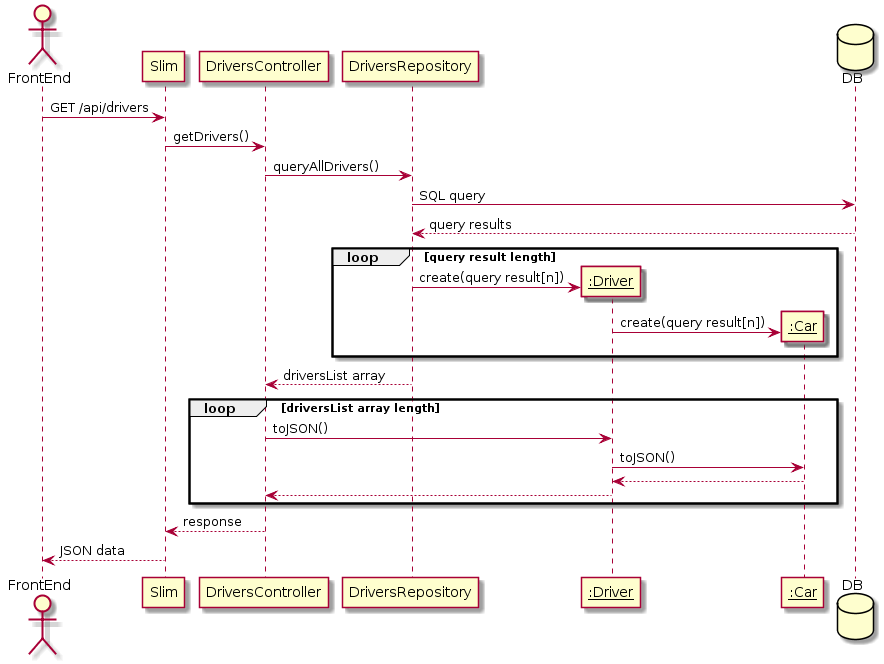 FrontEnd
Slim
DriversController
DriversRepository
DB
GET /api/drivers
getDrivers()
queryAllDrivers()
SQL query
query results
loop [query result length]
create(query result[n])
:Driver
create(query result[n])
:Car
driversList array
loop [driversList array length]
toJSON()
toJSON()
response
JSON data
FrontEnd
Slim
DriversController
DriversRepository
:Driver
:Car
DB